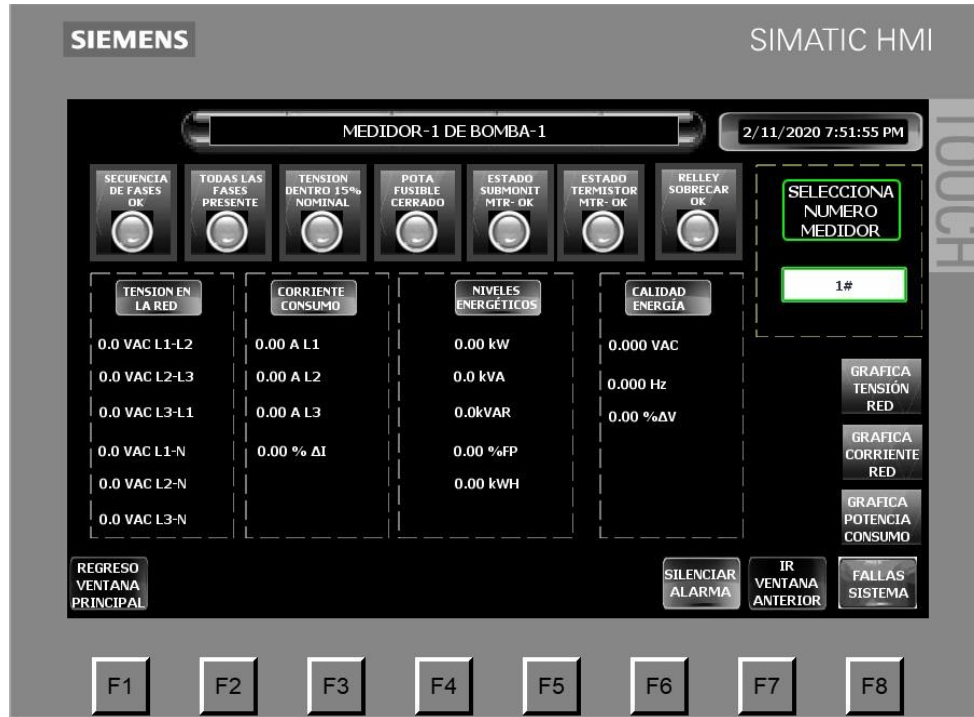 SIEMENS
SIMATIC HMI
TOUCH
MEDIDOR-1 DE BOMBA-1
2/11/2020 7:51:55 PM
SECUENCIA
DE FASES
OK
TODAS LAS
FASES
PRESENTE
TENSION
DENTRO 15%
NOMINAL
POTA
FUSIBLE
CERRADO
ESTADO
SUBMONIT
MTR- OK
ESTADO
TERMISTOR
MTR- OK
RELLEY
SOBRECAR
OK
SELECCIONA
NUMERO
MEDIDOR
1#
TENSION EN
LA RED
0.0 VAC L1-L2
0.0 VAC L2-L3
0.0 VAC L3-L1
0.0 VAC L1-N
0.0 VAC L2-N
0.0 VAC L3-N
CORRIENTE
CONSUMO
0.00 A L1
0.00 A L2
0.00 A L3
0.00 % ΔI
NIVELES
ENERGÉTICOS
0.00 kW
0.0 kVA
0.0kVAR
0.00 %FP
0.00 kWH
CALIDAD
ENERGÍA
0.000 VAC
0.000 Hz
0.00 %ΔV
GRAFICA
TENSIÓN
RED
GRAFICA
CORRIENTE
RED
GRAFICA
POTENCIA
CONSUMO
REGRESO
VENTANA
PRINCIPAL
SILENCIAR
ALARMA
IR
VENTANA
ANTERIOR
FALLAS
SISTEMA
F1 F2 F3 F4 F5 F6 F7 F8